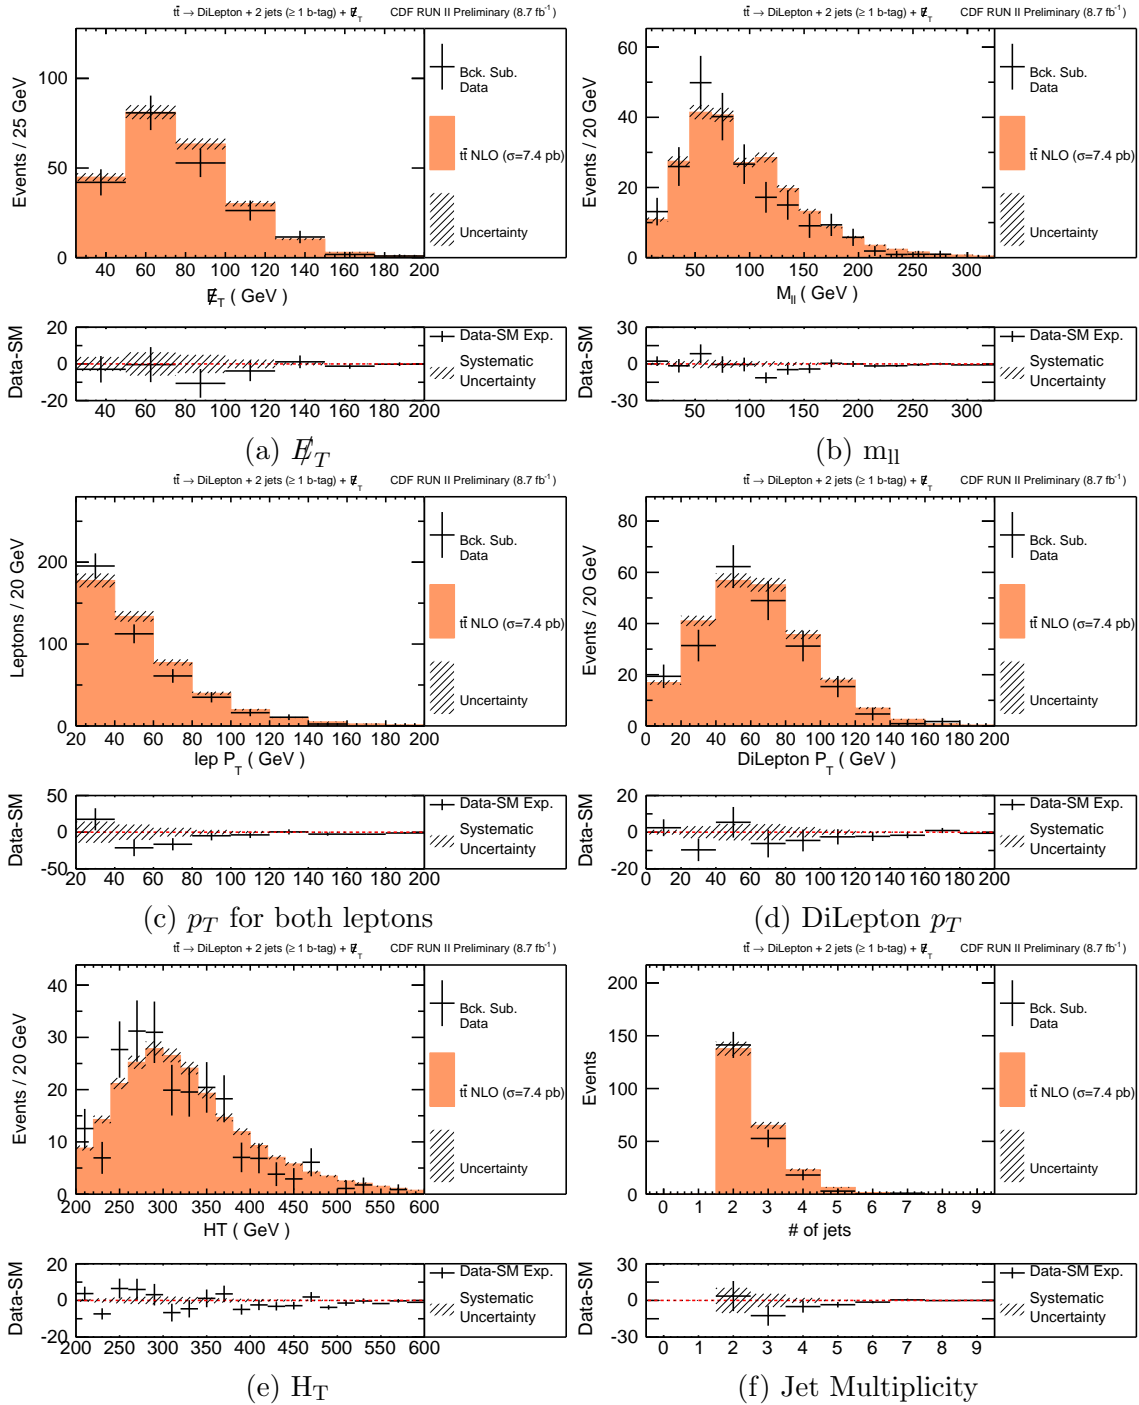 tt̄ → DiLepton + 2 jets (≥ 1 b-tag) + E̸_T CDF RUN II Preliminary (8.7 fb⁻¹)
Events / 25 GeV
100
50
0
40 60 80 100 120 140 160 180 200
E̸_T ( GeV )
Bck. Sub.
Data
tt̄ NLO (σ=7.4 pb)
Uncertainty
Data-SM
20
0
-20
40 60 80 100 120 140 160 180 200
Data-SM Exp.
Systematic
Uncertainty
(a) E̸_T
tt̄ → DiLepton + 2 jets (≥ 1 b-tag) + E̸_T CDF RUN II Preliminary (8.7 fb⁻¹)
Events / 20 GeV
60
40
20
0
50 100 150 200 250 300
M_ll ( GeV )
Bck. Sub.
Data
tt̄ NLO (σ=7.4 pb)
Uncertainty
Data-SM
30
0
-30
50 100 150 200 250 300
Data-SM Exp.
Systematic
Uncertainty
(b) m_ll
tt̄ → DiLepton + 2 jets (≥ 1 b-tag) + E̸_T CDF RUN II Preliminary (8.7 fb⁻¹)
Leptons / 20 GeV
200
100
0
20 40 60 80 100 120 140 160 180 200
lep P_T ( GeV )
Bck. Sub.
Data
tt̄ NLO (σ=7.4 pb)
Uncertainty
Data-SM
50
0
-50
20 40 60 80 100 120 140 160 180 200
Data-SM Exp.
Systematic
Uncertainty
(c) p_T for both leptons
tt̄ → DiLepton + 2 jets (≥ 1 b-tag) + E̸_T CDF RUN II Preliminary (8.7 fb⁻¹)
Events / 20 GeV
80
60
40
20
0
0 20 40 60 80 100 120 140 160 180 200
DiLepton P_T ( GeV )
Bck. Sub.
Data
tt̄ NLO (σ=7.4 pb)
Uncertainty
Data-SM
20
0
-20
0 20 40 60 80 100 120 140 160 180 200
Data-SM Exp.
Systematic
Uncertainty
(d) DiLepton p_T
tt̄ → DiLepton + 2 jets (≥ 1 b-tag) + E̸_T CDF RUN II Preliminary (8.7 fb⁻¹)
Events / 20 GeV
40
30
20
10
0
200 250 300 350 400 450 500 550 600
HT ( GeV )
Bck. Sub.
Data
tt̄ NLO (σ=7.4 pb)
Uncertainty
Data-SM
20
0
-20
200 250 300 350 400 450 500 550 600
Data-SM Exp.
Systematic
Uncertainty
(e) H_T
tt̄ → DiLepton + 2 jets (≥ 1 b-tag) + E̸_T CDF RUN II Preliminary (8.7 fb⁻¹)
Events
200
150
100
50
0
0 1 2 3 4 5 6 7 8 9
# of jets
Bck. Sub.
Data
tt̄ NLO (σ=7.4 pb)
Uncertainty
Data-SM
30
0
-30
0 1 2 3 4 5 6 7 8 9
Data-SM Exp.
Systematic
Uncertainty
(f) Jet Multiplicity